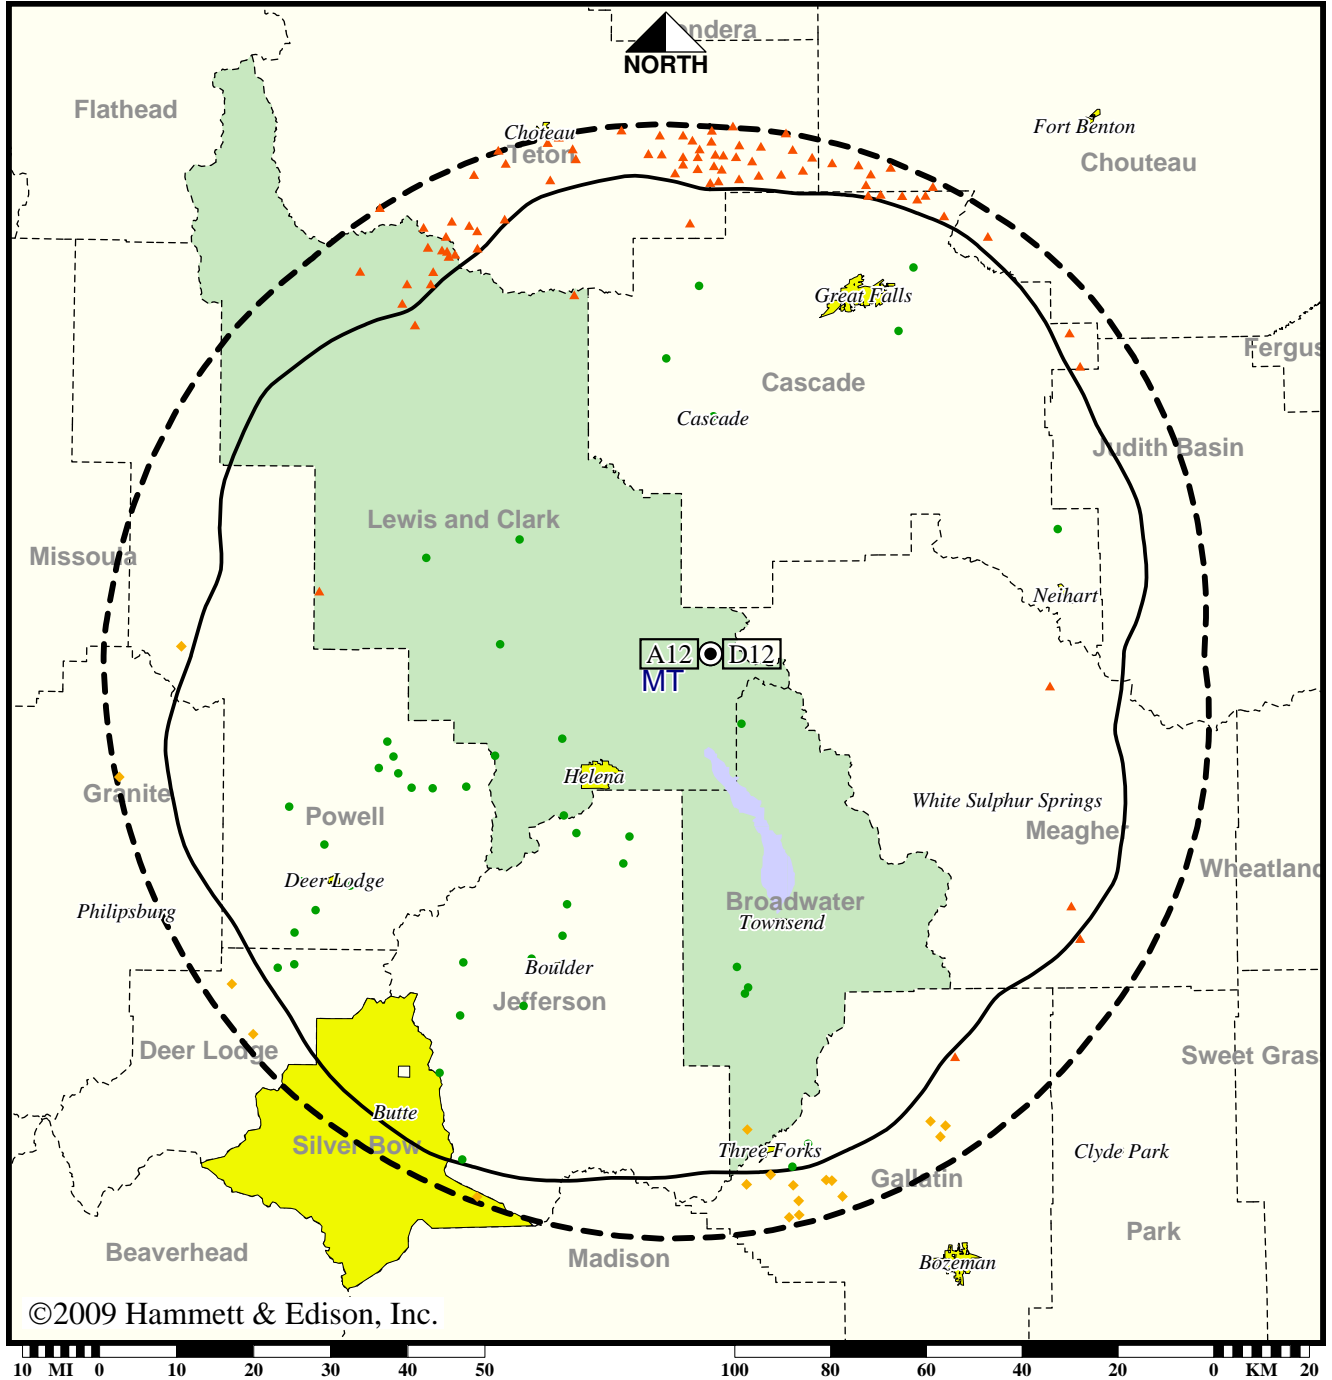 ondera
NORTH
Flathead
Fort Benton
Choteau
Teton
Chouteau
Great Falls
Fergus
Cascade
Cascade
Judith Basin
Lewis and Clark
Missoula
Neihart
A12 D12
MT
Helena
Granite
White Sulphur Springs
Powell
Meagher
Wheatland
Deer Lodge
Broadwater
Philipsburg
Townsend
Boulder
Jefferson
Deer Lodge
Sweet Gras
Butte
Silver Bow
Three Forks
Clyde Park
Gallatin
Park
Beaverhead
Madison
Bozeman
©2009 Hammett & Edison, Inc.
10 MI 0 10 20 30 40 50 100 80 60 40 20 0 KM 20